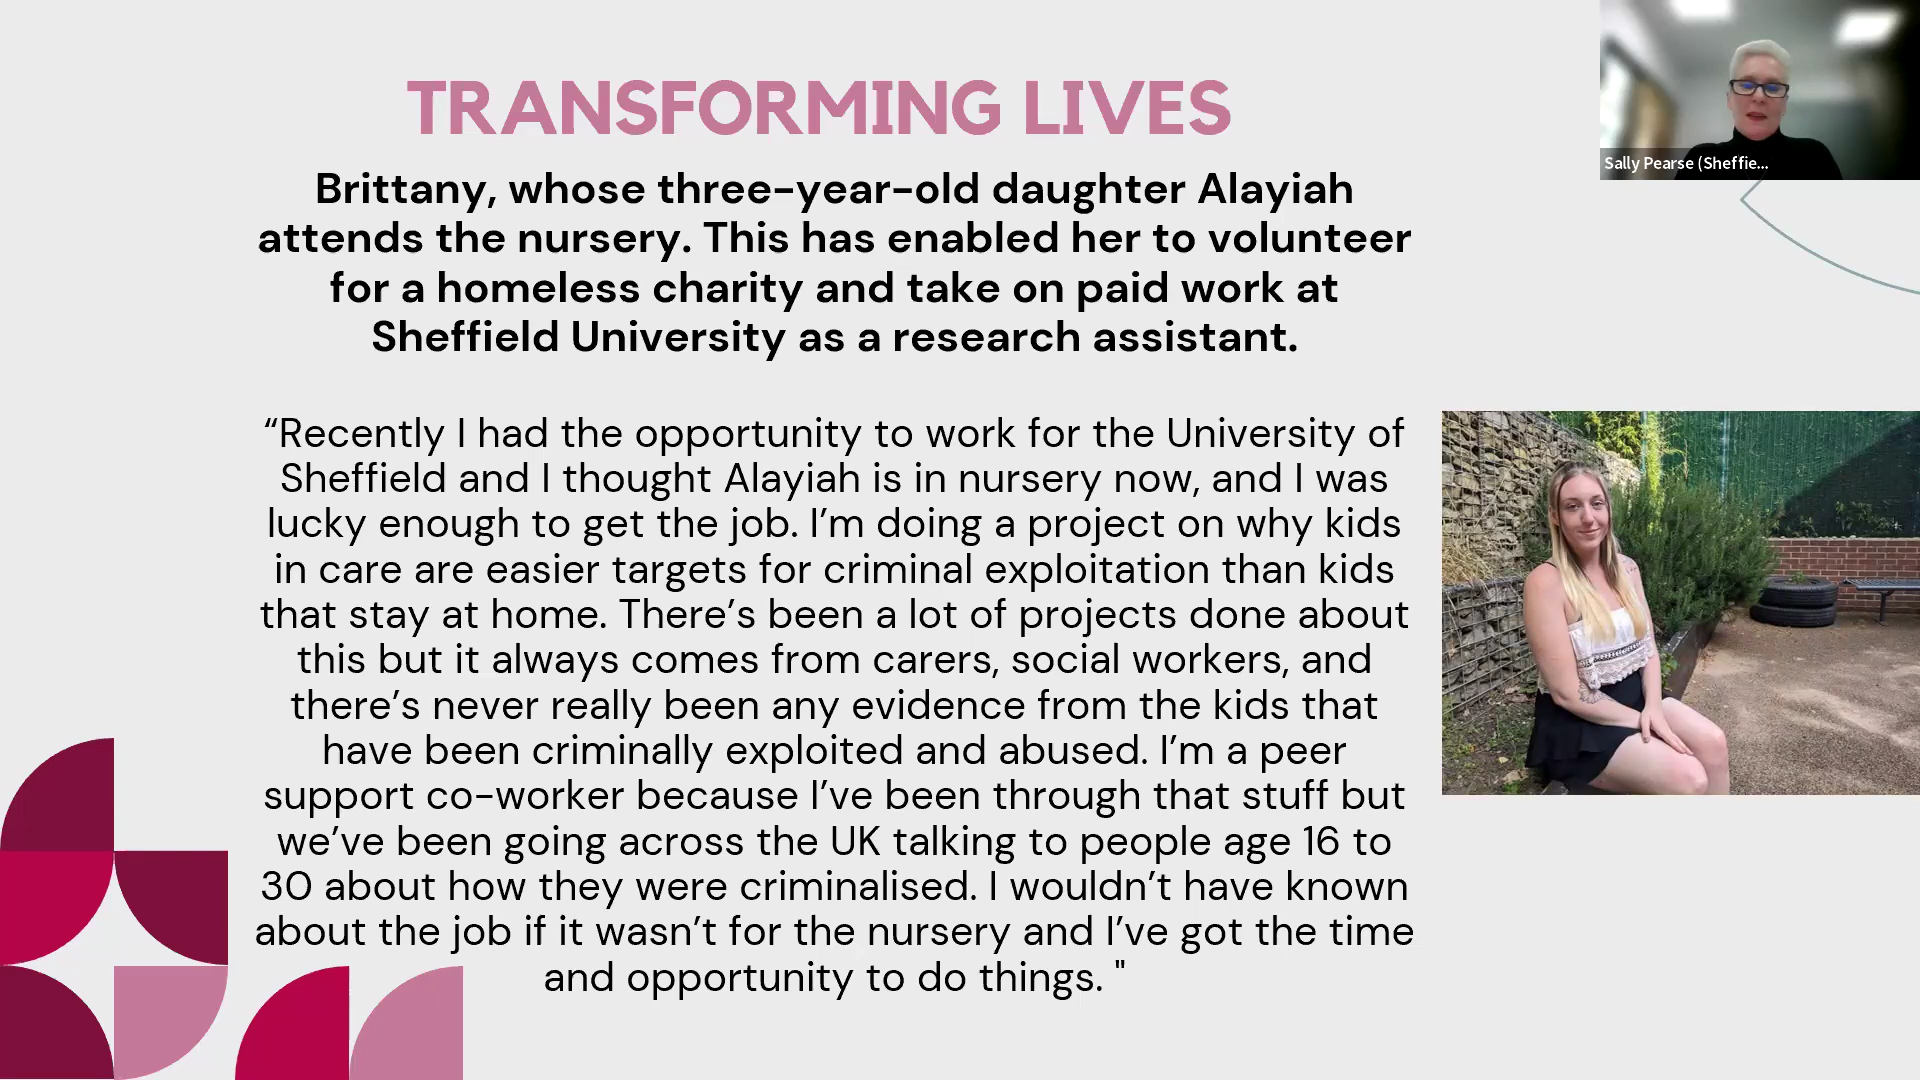 TRANSFORMING LIVES
Brittany, whose three-year-old daughter Alayiah
attends the nursery. This has enabled her to volunteer
for a homeless charity and take on paid work at
Sheffield University as a research assistant.
“Recently I had the opportunity to work for the University of
Sheffield and I thought Alayiah is in nursery now, and I was
lucky enough to get the job. I’m doing a project on why kids
in care are easier targets for criminal exploitation than kids
that stay at home. There’s been a lot of projects done about
this but it always comes from carers, social workers, and
there’s never really been any evidence from the kids that
have been criminally exploited and abused. I’m a peer
support co-worker because I’ve been through that stuff but
we’ve been going across the UK talking to people age 16 to
30 about how they were criminalised. I wouldn’t have known
about the job if it wasn’t for the nursery and I’ve got the time
and opportunity to do things. "
Sally Pearse (Sheffie...